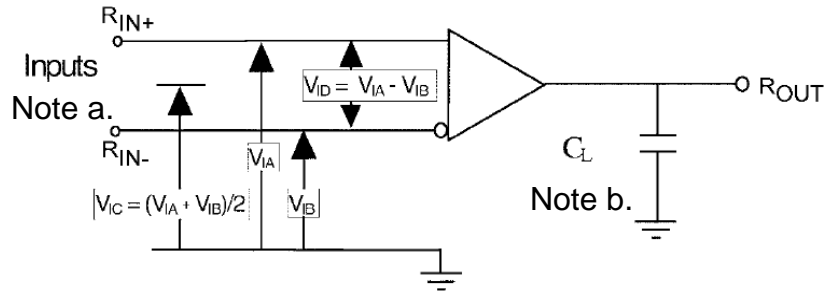 RIN+
Inputs
Note a.
RIN-
VID = VIA - VIB
VIA
VIC = (VIA + VIB)/2
VIB
ROUT
CL
Note b.